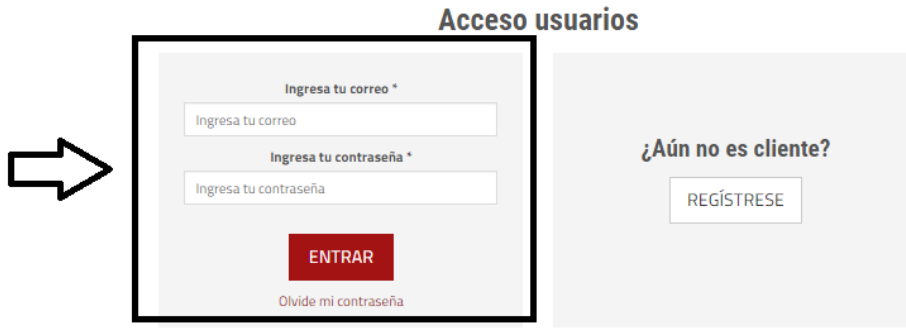 Acceso usuarios
Ingresa tu correo *
Ingresa tu correo
Ingresa tu contraseña *
Ingresa tu contraseña
ENTRAR
Olvide mi contraseña
¿Aún no es cliente?
REGÍSTRESE